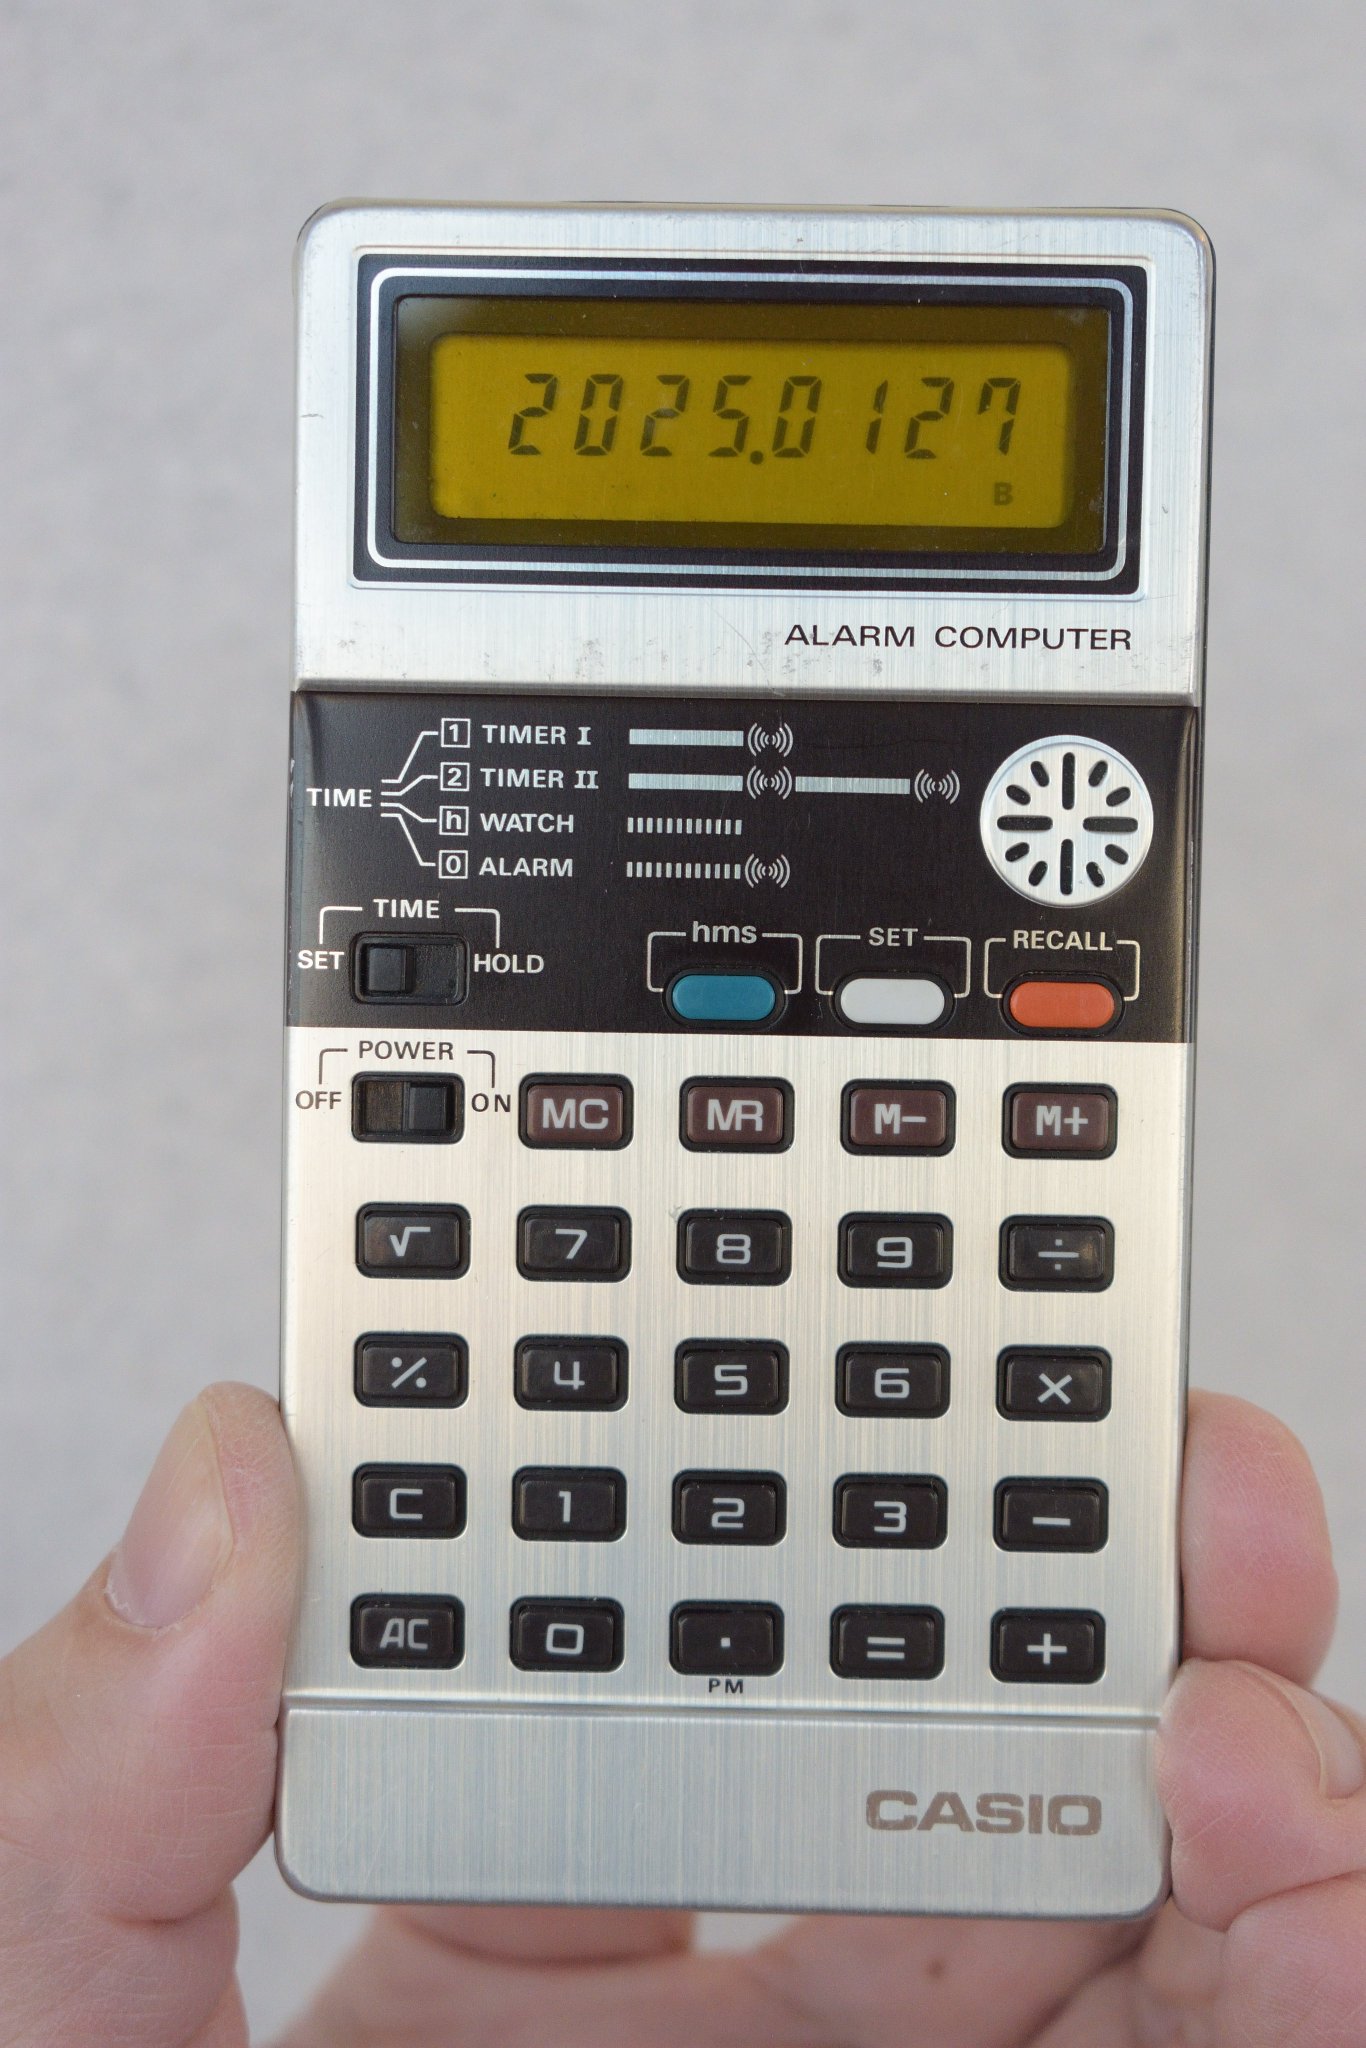 2025.0127
B
ALARM COMPUTER
TIME
1 TIMER I
2 TIMER II
h WATCH
0 ALARM
TIME
SET HOLD
hms SET RECALL
POWER
OFF ON MC MR M− M+
√ 7 8 9 ÷
% 4 5 6 ×
C 1 2 3 −
AC 0 . = +
PM
CASIO